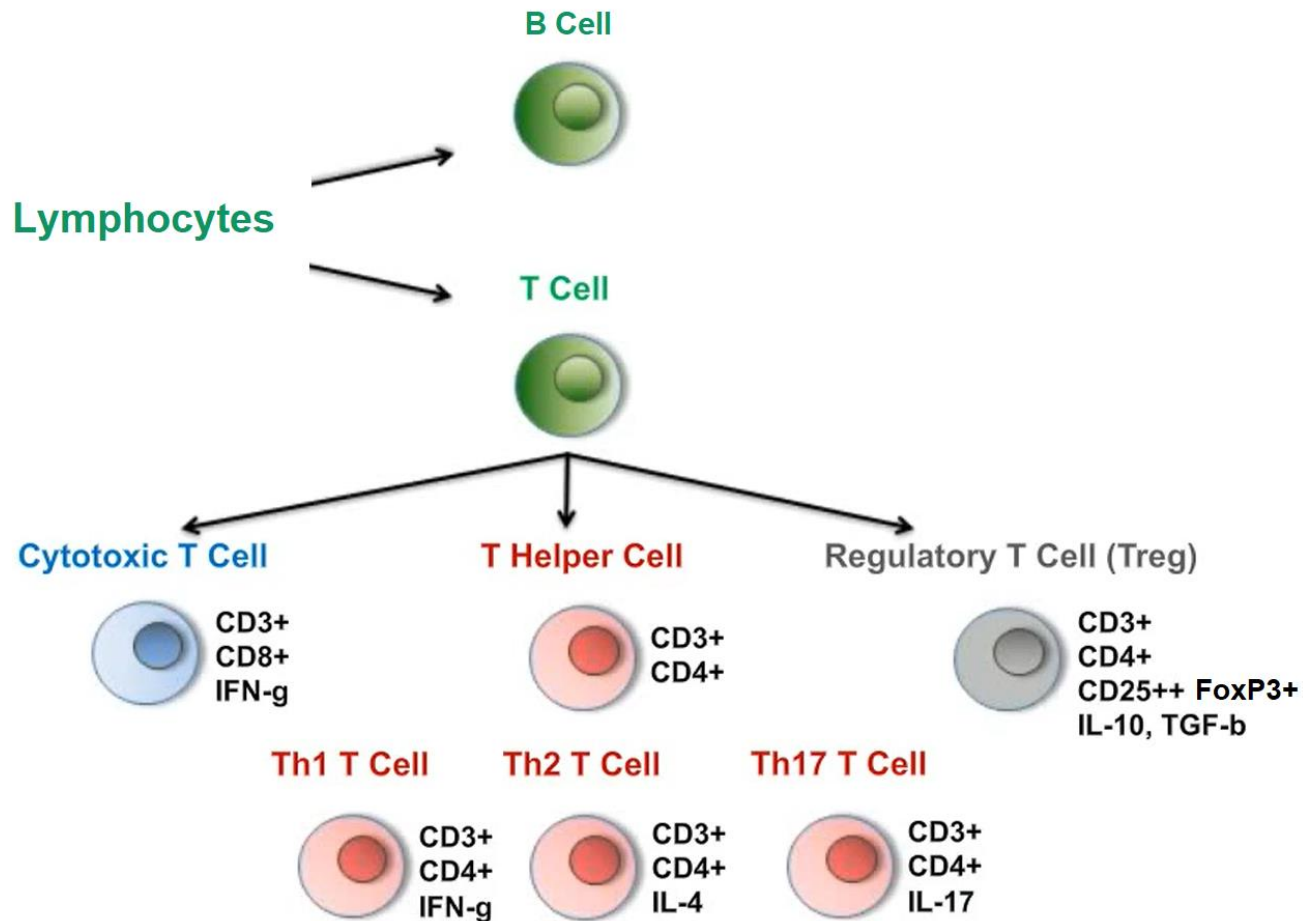 B Cell
Lymphocytes
T Cell
Cytotoxic T Cell
CD3+
CD8+
IFN-g
T Helper Cell
CD3+
CD4+
Regulatory T Cell (Treg)
CD3+
CD4+
CD25++ FoxP3+
IL-10, TGF-b
Th1 T Cell
CD3+
CD4+
IFN-g
Th2 T Cell
CD3+
CD4+
IL-4
Th17 T Cell
CD3+
CD4+
IL-17